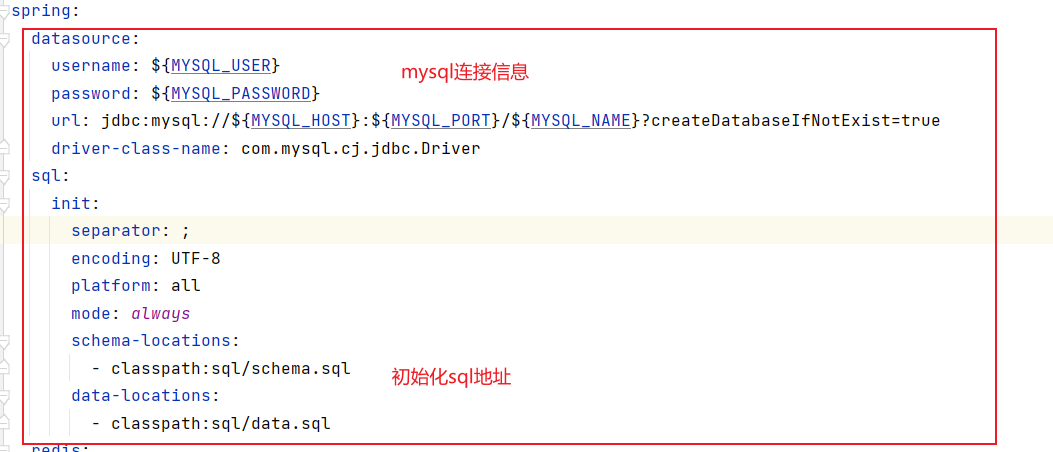 spring:
datasource:
username: ${MYSQL_USER}
mysql连接信息
password: ${MYSQL_PASSWORD}
url: jdbc:mysql://${MYSQL_HOST}:${MYSQL_PORT}/${MYSQL_NAME}?createDatabaseIfNotExist=true
driver-class-name: com.mysql.cj.jdbc.Driver
sql:
init:
separator: ;
encoding: UTF-8
platform: all
mode: always
schema-locations:
- classpath:sql/schema.sql
初始化sql地址
data-locations:
- classpath:sql/data.sql
redis: